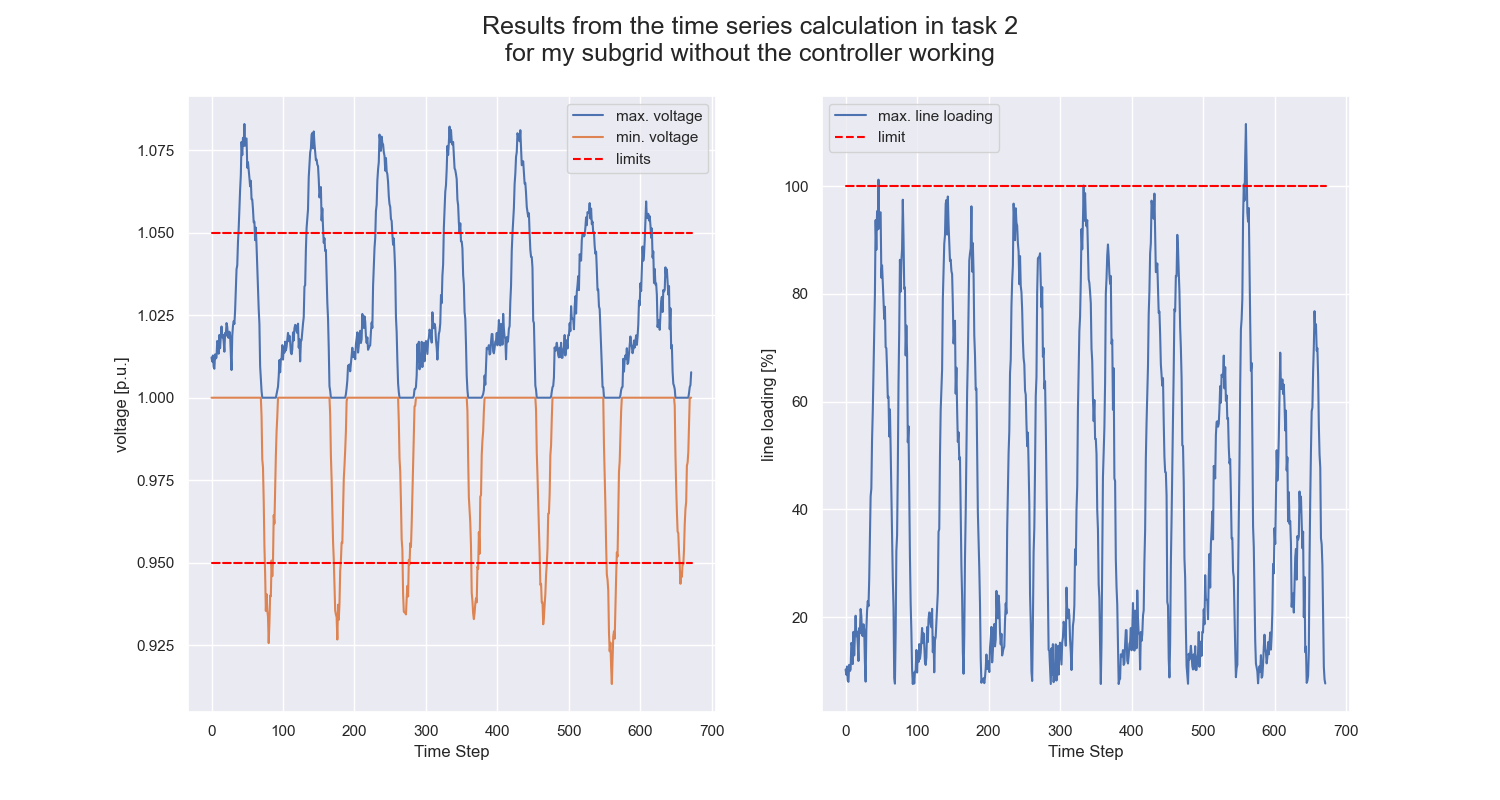 Results from the time series calculation in task 2
for my subgrid without the controller working
max. voltage
min. voltage
limits
1.075
1.050
1.025
1.000
0.975
0.950
0.925
voltage [p.u.]
0 100 200 300 400 500 600 700
Time Step
max. line loading
limit
100
80
60
40
20
line loading [%]
0 100 200 300 400 500 600 700
Time Step